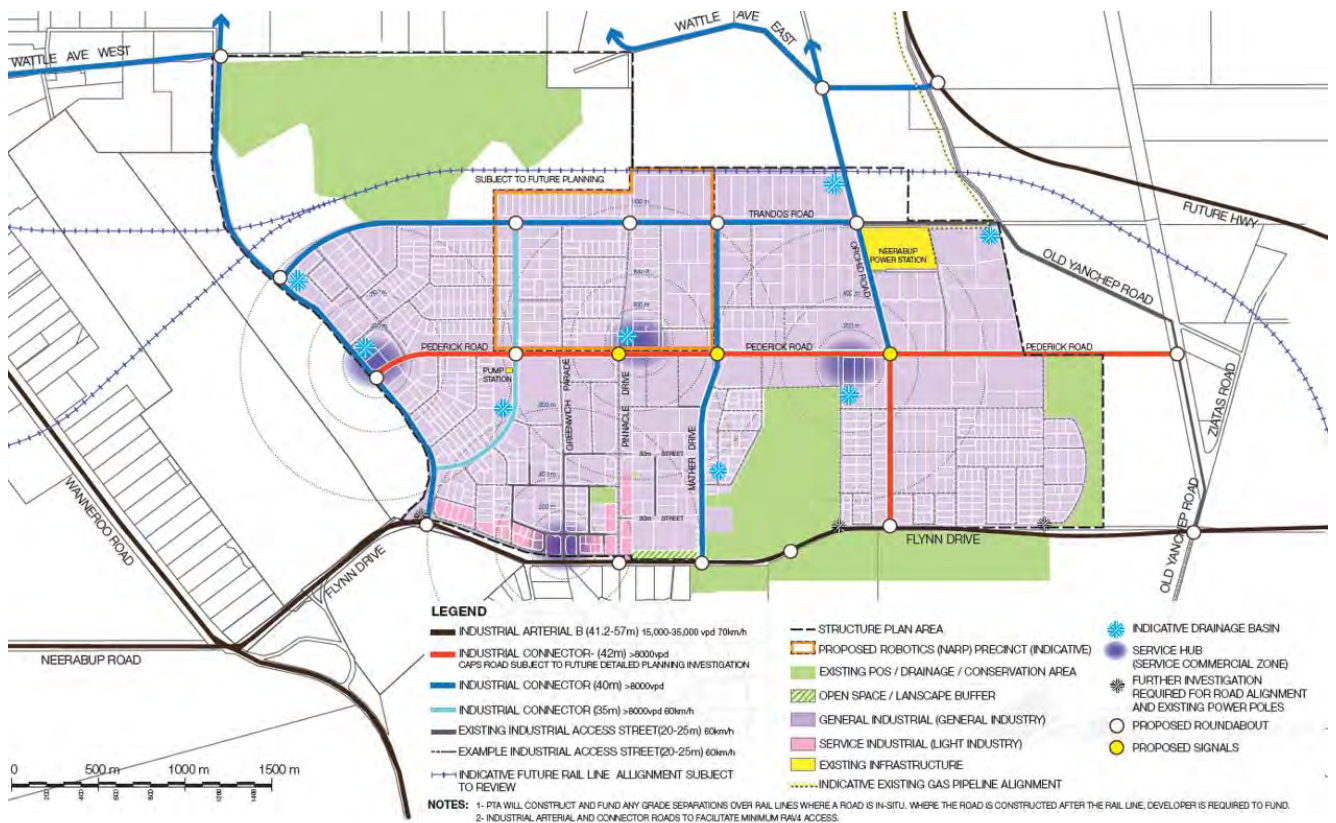 WATTLE AVE WEST
WATTLE AVE EAST
SUBJECT TO FUTURE PLANNING
TRANDOS ROAD
ORCHID ROAD
NEERABUP
POWER STATION
FUTURE HWY
OLD YANCHEP ROAD
PEDERICK ROAD
PEDERICK ROAD
PEDERICK ROAD
PUMP
STATION
GREENWICH PARADE
PINNACLE DRIVE
MATHER DRIVE
STREET
STREET
ZIATAS ROAD
OLD YANCHEP ROAD
WANNEROO ROAD
FLYNN DRIVE
FLYNN DRIVE
NEERABUP ROAD
LEGEND
INDUSTRIAL ARTERIAL B (41.2-57m) 15,000-35,000 vpd 70km/h
INDUSTRIAL CONNECTOR- (42m) >8000vpd
CAPS ROAD SUBJECT TO FUTURE DETAILED PLANNING INVESTIGATION
INDUSTRIAL CONNECTOR (40m) >8000vpd
INDUSTRIAL CONNECTOR (35m) >8000vpd 60km/h
EXISTING INDUSTRIAL ACCESS STREET(20-25m) 60km/h
EXAMPLE INDUSTRIAL ACCESS STREET(20-25m) 60km/h
INDICATIVE FUTURE RAIL LINE ALLIGNMENT SUBJECT
TO REVIEW
STRUCTURE PLAN AREA
PROPOSED ROBOTICS (NARP) PRECINCT (INDICATIVE)
EXISTING POS / DRAINAGE / CONSERVATION AREA
OPEN SPACE / LANSCAPE BUFFER
GENERAL INDUSTRIAL (GENERAL INDUSTRY)
SERVICE INDUSTRIAL (LIGHT INDUSTRY)
EXISTING INFRASTRUCTURE
INDICATIVE EXISTING GAS PIPELINE ALIGNMENT
INDICATIVE DRAINAGE BASIN
SERVICE HUB
(SERVICE COMMERCIAL ZONE)
FURTHER INVESTIGATION
REQUIRED FOR ROAD ALIGNMENT
AND EXISTING POWER POLES
PROPOSED ROUNDABOUT
PROPOSED SIGNALS
0 500 m 1000 m 1500 m
NOTES: 1- PTA WILL CONSTRUCT AND FUND ANY GRADE SEPARATIONS OVER RAIL LINES WHERE A ROAD IS IN-SITU. WHERE THE ROAD IS CONSTRUCTED AFTER THE RAIL LINE, DEVELOPER IS REQUIRED TO FUND.
2- INDUSTRIAL ARTERIAL AND CONNECTOR ROADS TO FACILITATE MINIMUM RAV4 ACCESS.